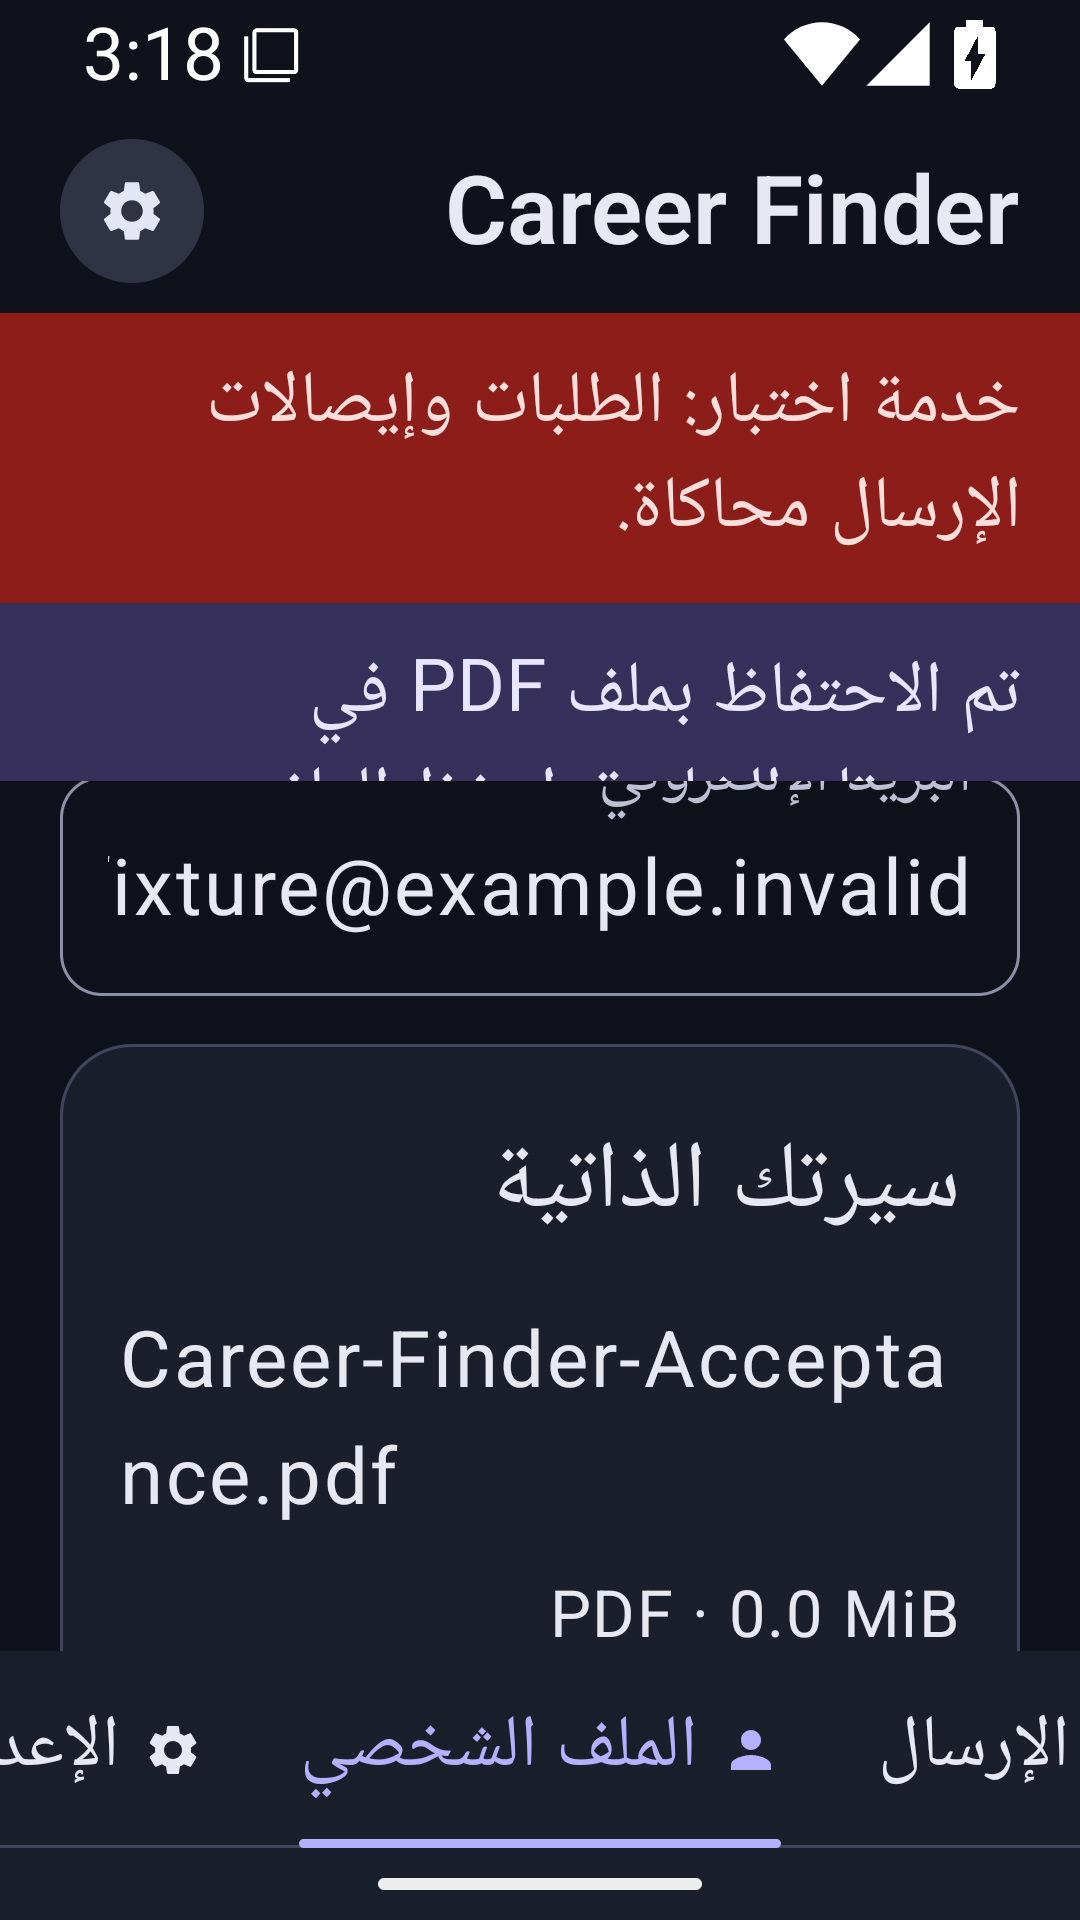 3:18
Career Finder
خدمة اختبار: الطلبات وإيصالات
الإرسال محاكاة.
تم الاحتفاظ بملف PDF في
ixture@example.invalid
سيرتك الذاتية
Career-Finder-Accepta
nce.pdf
PDF · 0.0 MiB
الإرسال
الملف الشخصي
الإعد